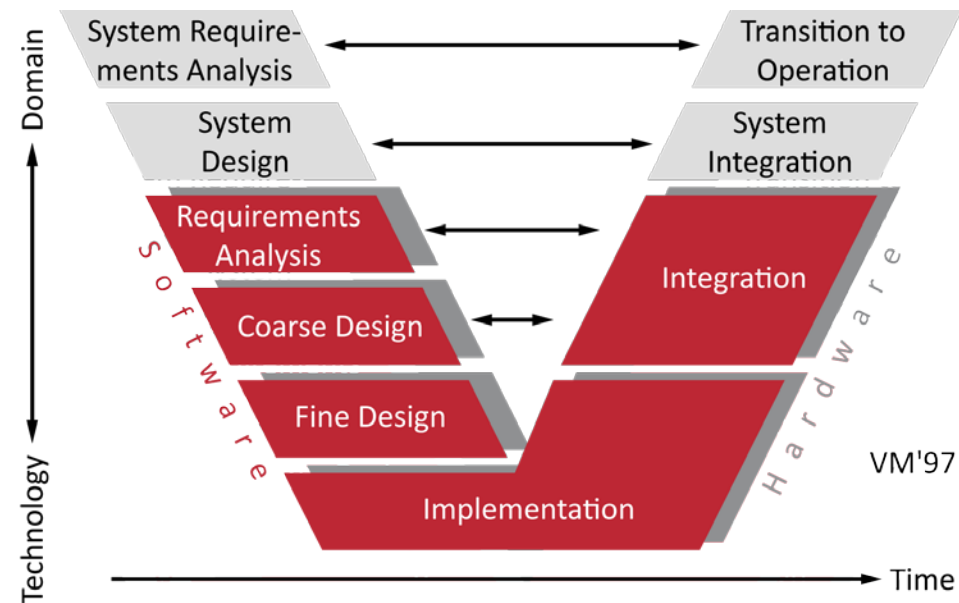 System Require-
ments Analysis
Transition to
Operation
Domain
System
Design
System
Integration
Requirements
Analysis
Integration
Software
Hardware
Coarse Design
Fine Design
VM'97
Implementation
Technology
Time